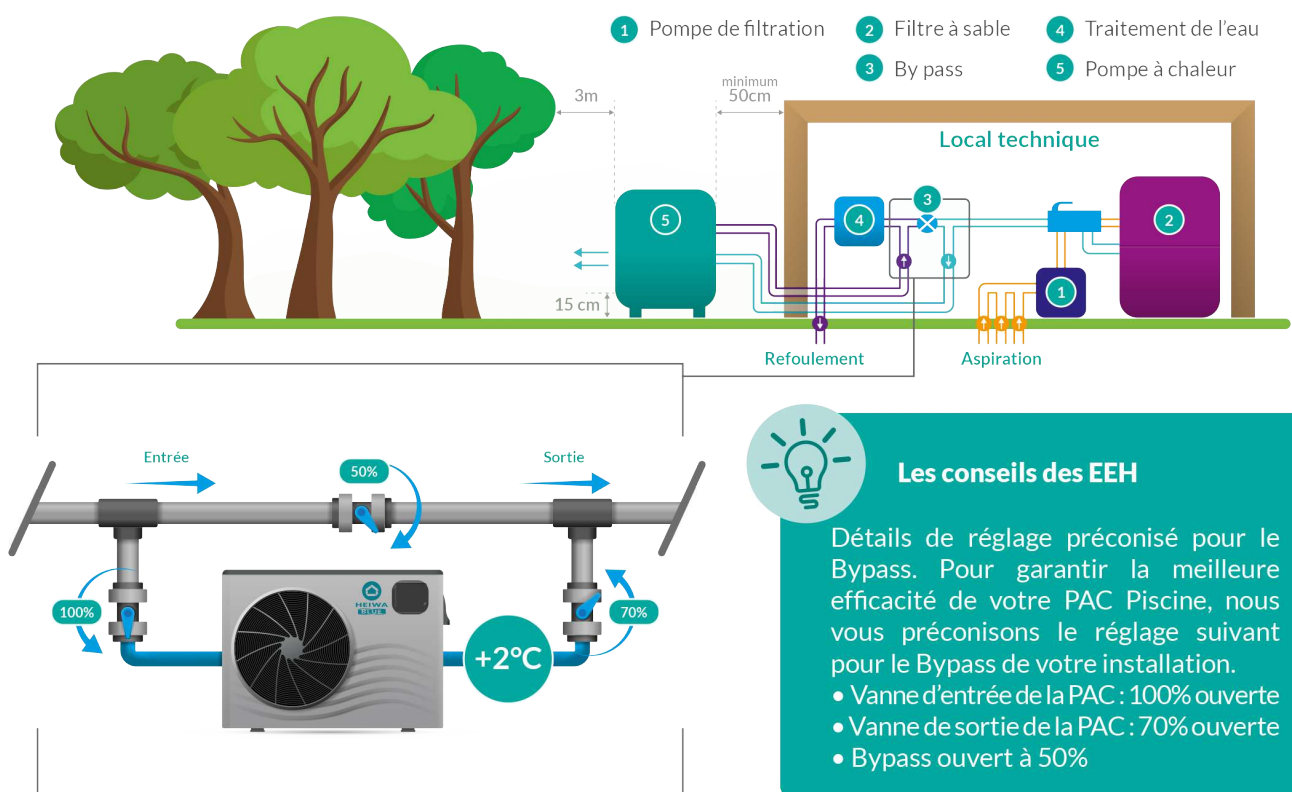 1 Pompe de filtration
2 Filtre à sable
4 Traitement de l'eau
3 By pass
5 Pompe à chaleur
3m
minimum
50cm
Local technique
5
4
3
2
1
15 cm
Refoulement
Aspiration
Entrée
50%
Sortie
100%
HEIWA
BLUE
+2°C
70%
Les conseils des EEH
Détails de réglage préconisé pour le
Bypass. Pour garantir la meilleure
efficacité de votre PAC Piscine, nous
vous préconisons le réglage suivant
pour le Bypass de votre installation.
• Vanne d'entrée de la PAC : 100% ouverte
• Vanne de sortie de la PAC : 70% ouverte
• Bypass ouvert à 50%